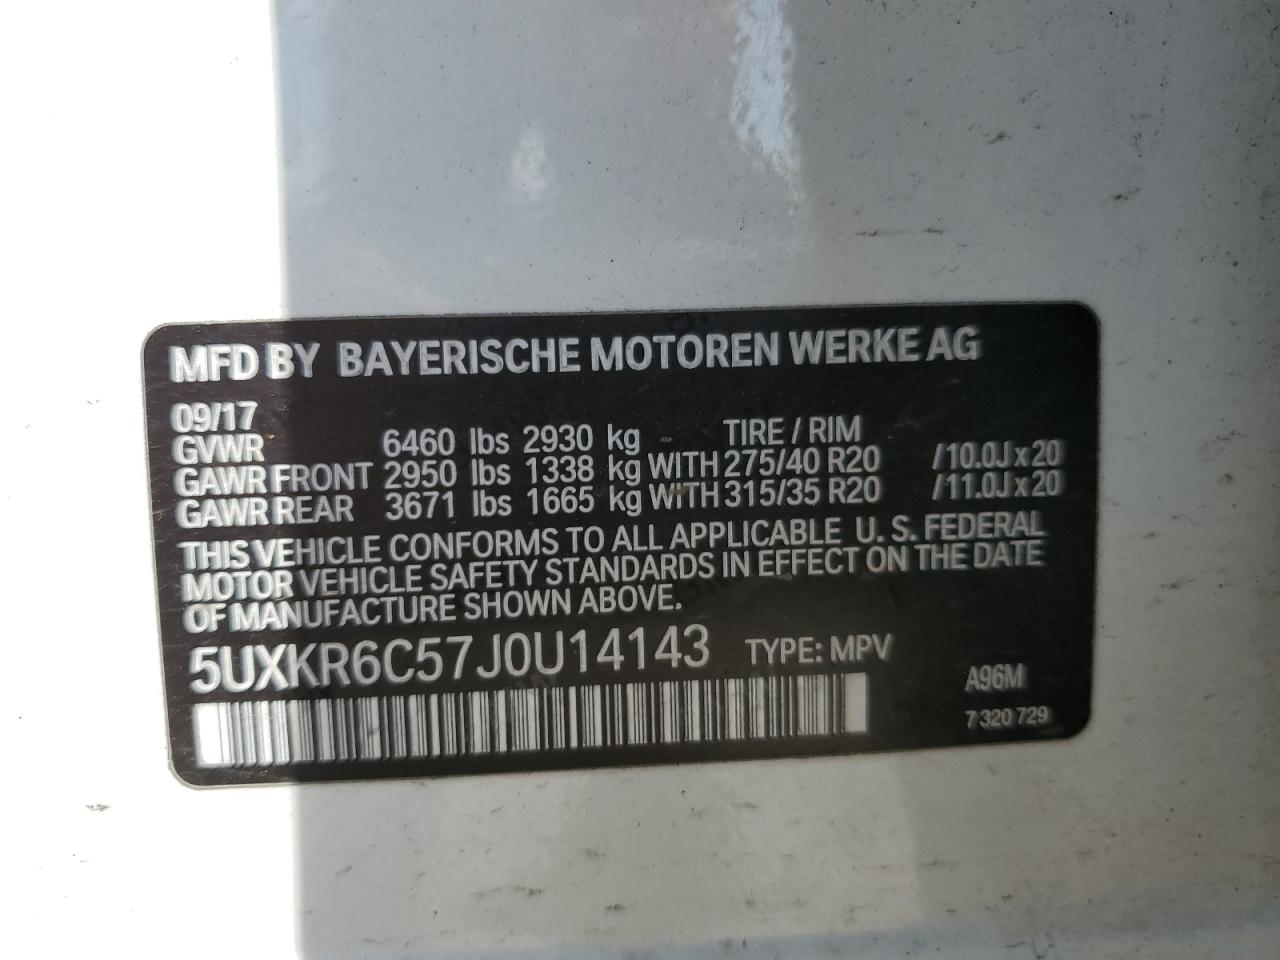 MFD BY BAYERISCHE MOTOREN WERKE AG
09/17
GVWR 6460 lbs 2930 kg - TIRE / RIM
GAWR FRONT 2950 lbs 1338 kg WITH 275/40 R20 /10.0J x 20
GAWR REAR 3671 lbs 1665 kg WITH 315/35 R20 /11.0J x 20
THIS VEHICLE CONFORMS TO ALL APPLICABLE U. S. FEDERAL
MOTOR VEHICLE SAFETY STANDARDS IN EFFECT ON THE DATE
OF MANUFACTURE SHOWN ABOVE.
5UXKR6C57J0U14143 TYPE: MPV
A96M
7 320 729